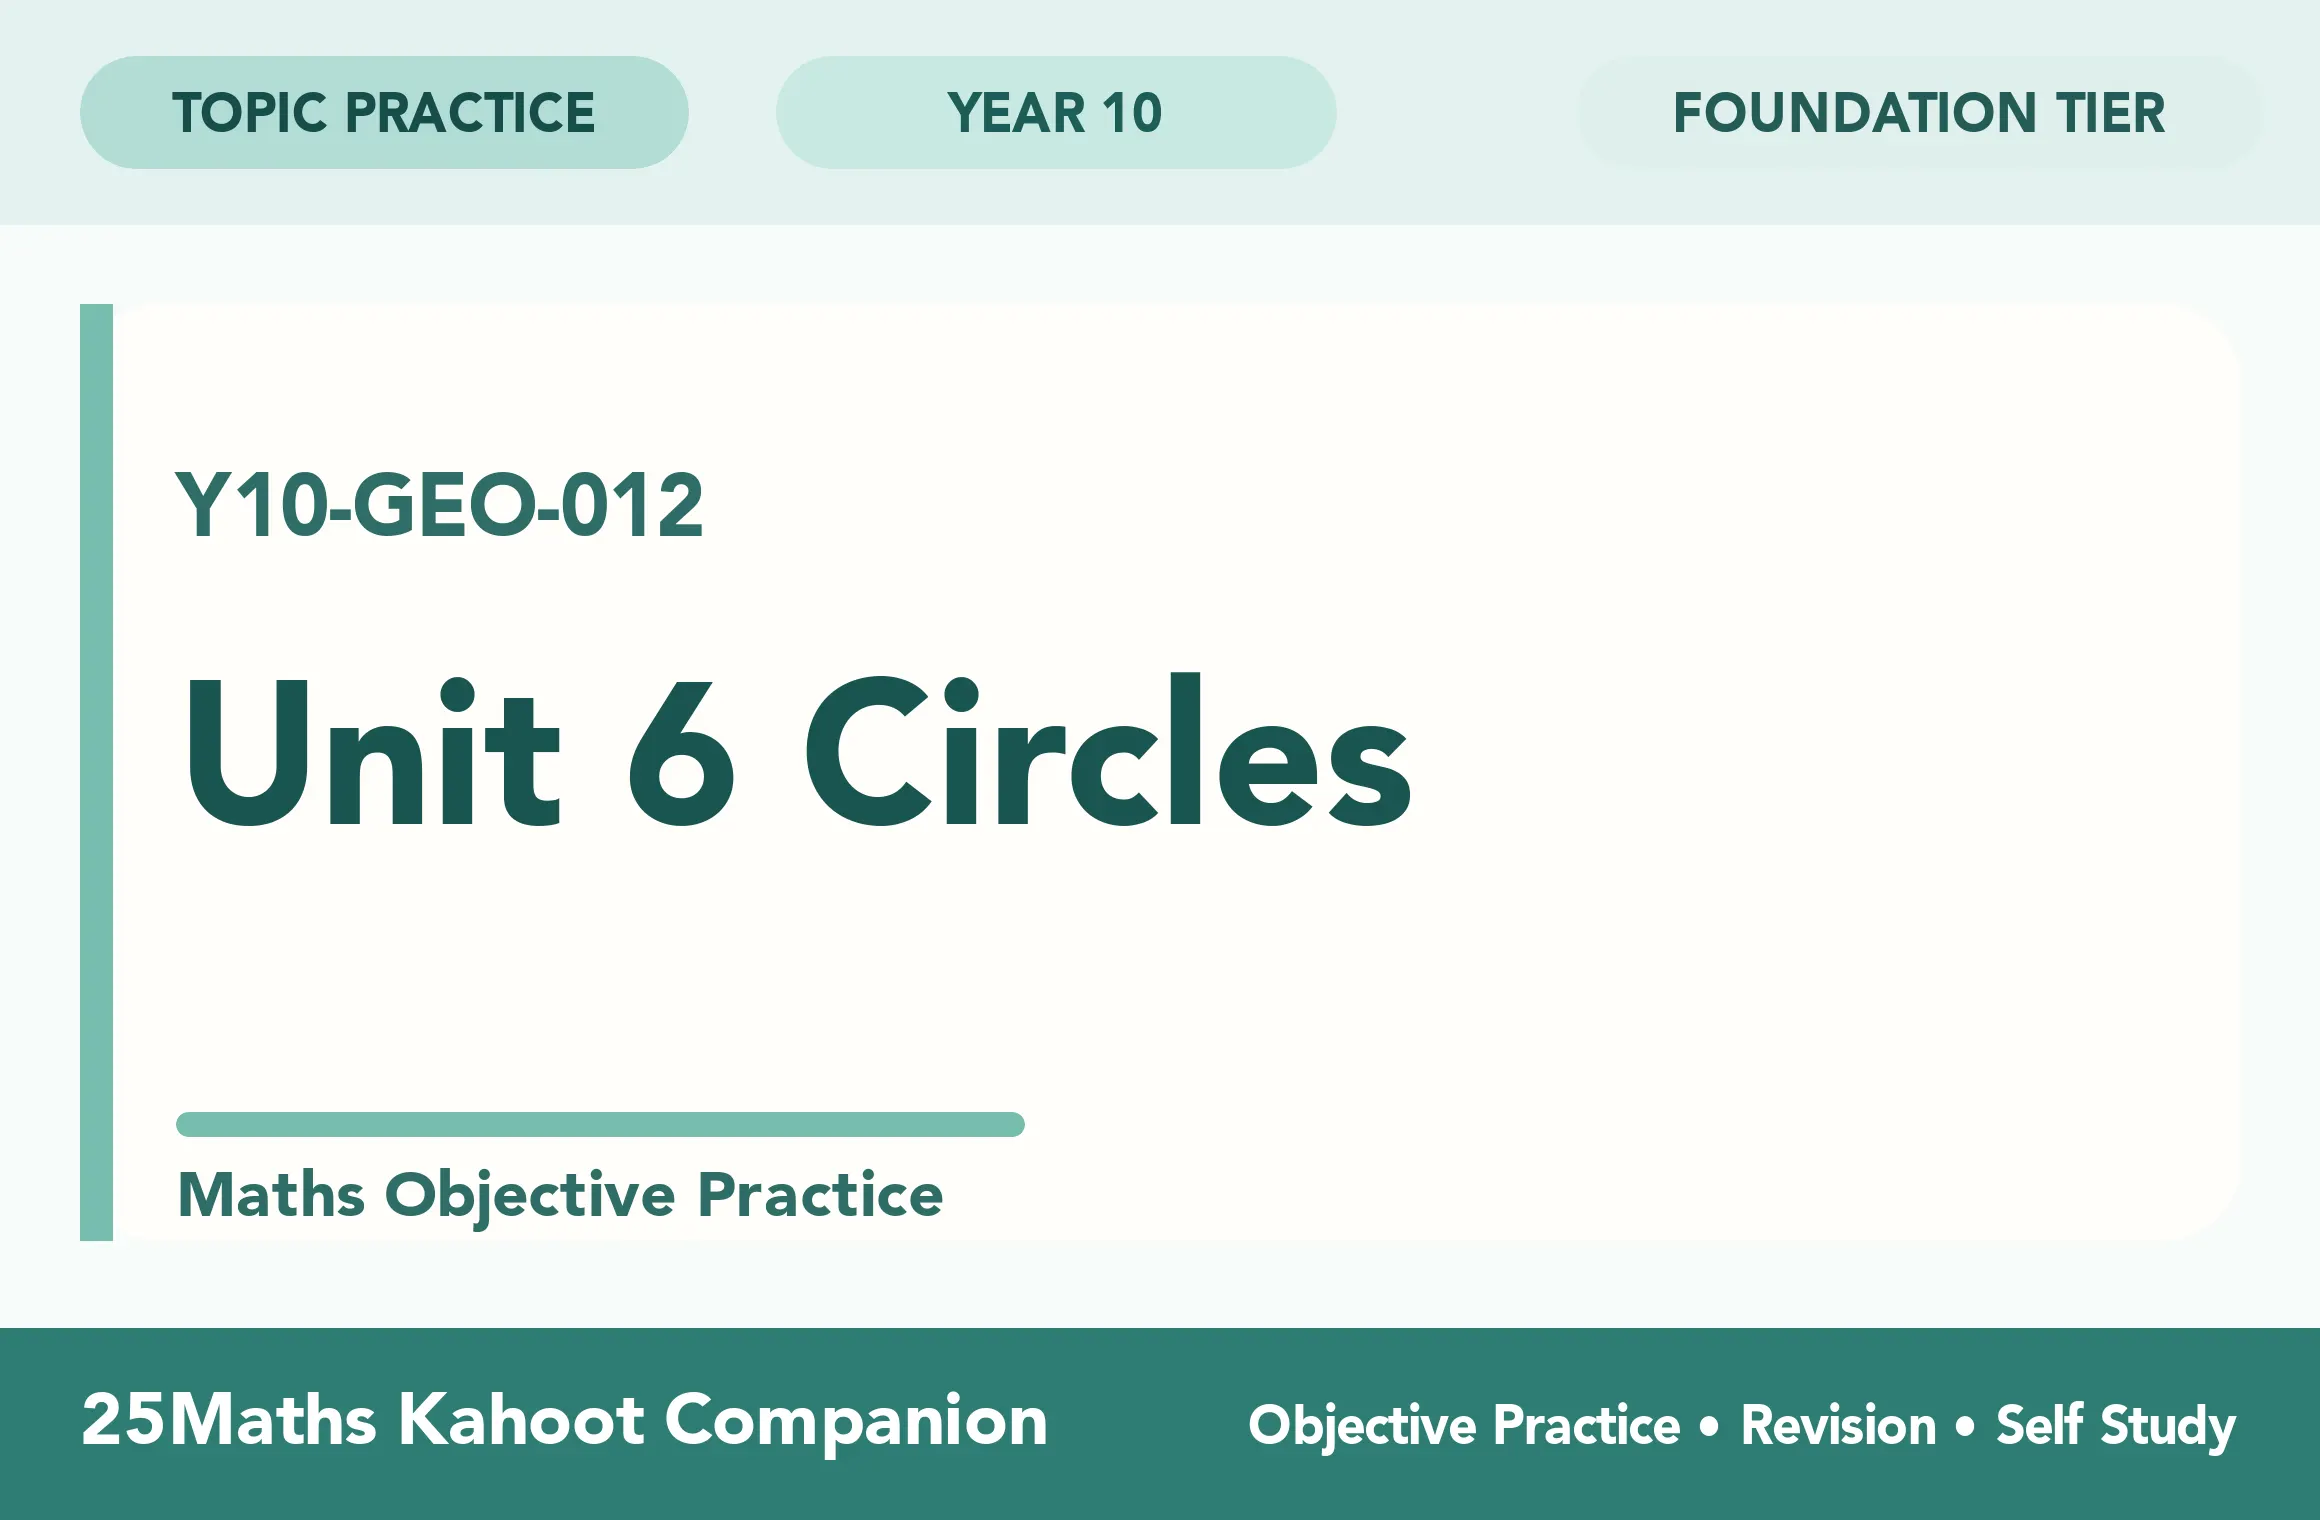 TOPIC PRACTICE
YEAR 10
FOUNDATION TIER
Y10-GEO-012
Unit 6 Circles
Maths Objective Practice
25Maths Kahoot Companion
Objective Practice • Revision • Self Study